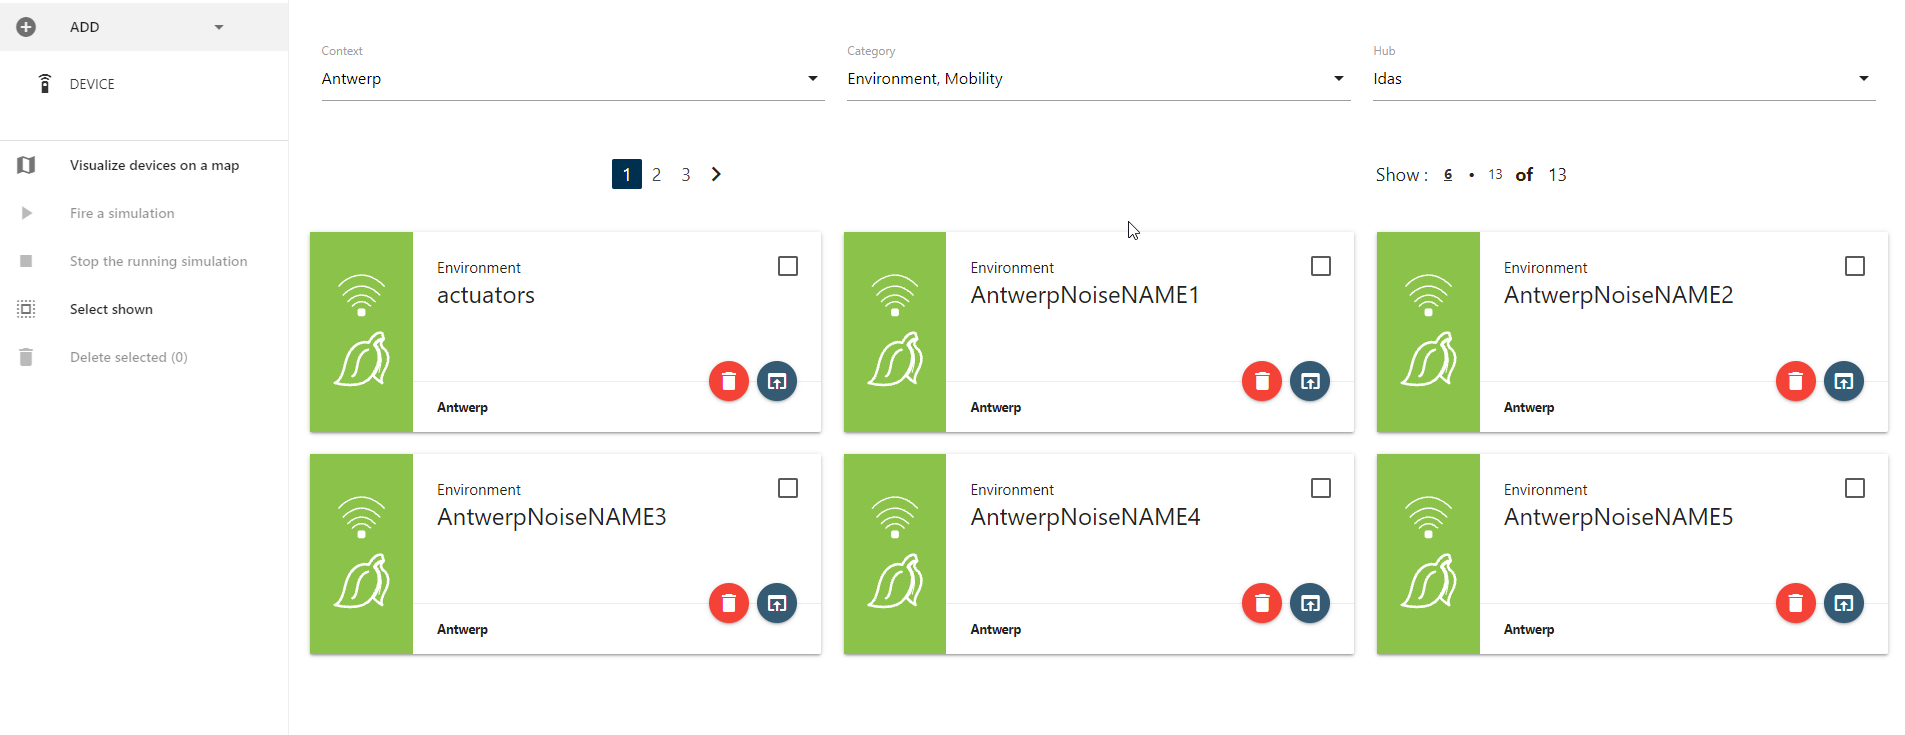 ADD
DEVICE
Visualize devices on a map
Fire a simulation
Stop the running simulation
Select shown
Delete selected (0)
Context
Antwerp
Category
Environment, Mobility
Hub
Idas
1 2 3
Show : 6 • 13 of 13
Environment
actuators
Antwerp
Environment
AntwerpNoiseNAME1
Antwerp
Environment
AntwerpNoiseNAME2
Antwerp
Environment
AntwerpNoiseNAME3
Antwerp
Environment
AntwerpNoiseNAME4
Antwerp
Environment
AntwerpNoiseNAME5
Antwerp